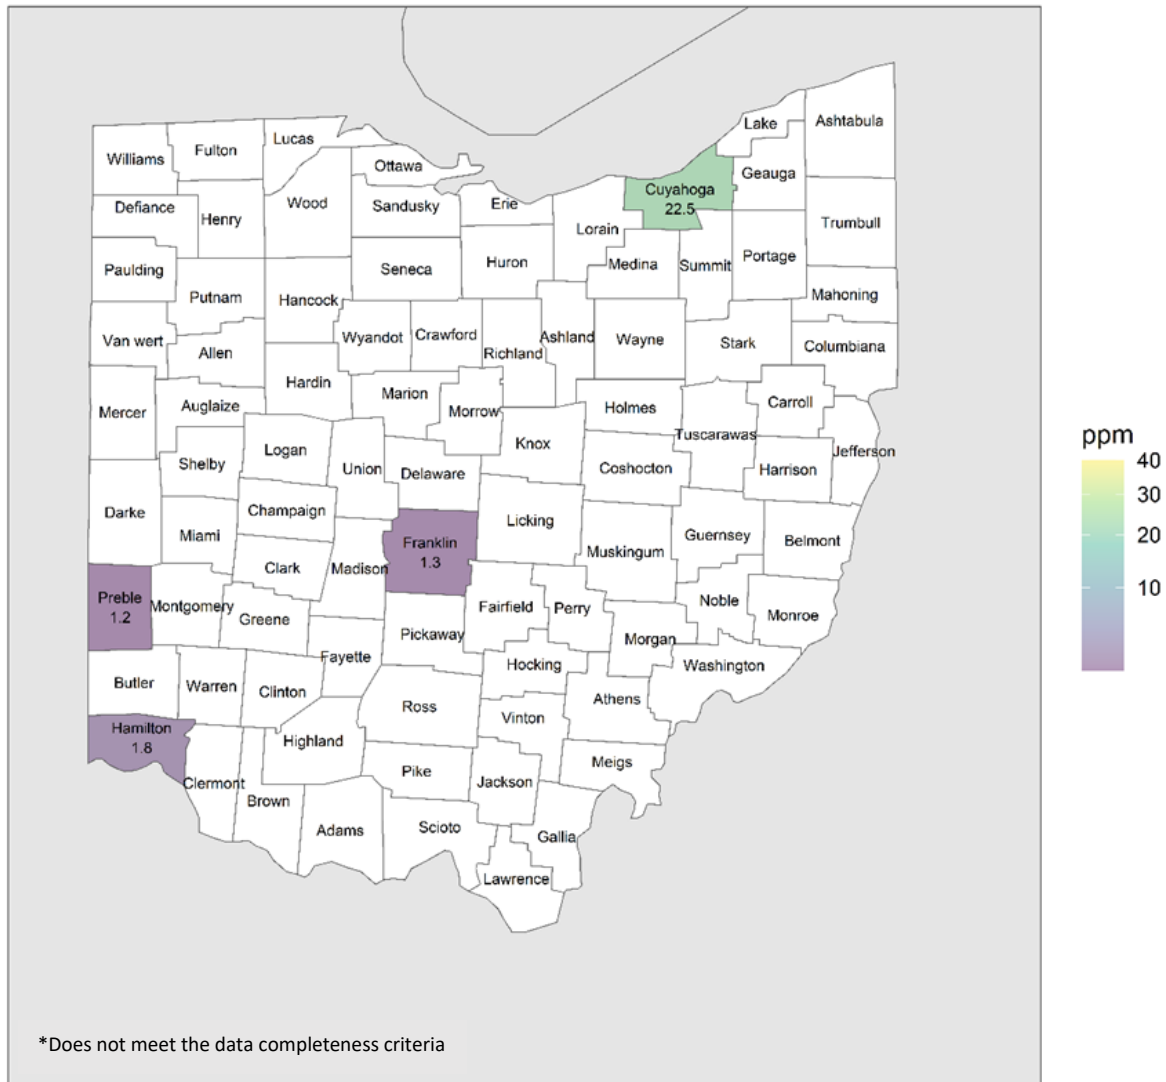 Lake
Ashtabula
Williams
Fulton
Lucas
Ottawa
Geauga
Cuyahoga
22.5
Defiance
Henry
Wood
Sandusky
Erie
Lorain
Trumbull
Paulding
Putnam
Hancock
Seneca
Huron
Medina
Summit
Portage
Mahoning
Van wert
Allen
Wyandot
Crawford
Richland
Ashland
Wayne
Stark
Columbiana
Mercer
Auglaize
Hardin
Marion
Morrow
Holmes
Carroll
Tuscarawas
Jefferson
Shelby
Logan
Union
Delaware
Knox
Coshocton
Harrison
Darke
Miami
Champaign
Licking
Muskingum
Guernsey
Belmont
Clark
Madison
Franklin
1.3
Preble
1.2
Montgomery
Greene
Fairfield
Perry
Noble
Monroe
Fayette
Pickaway
Hocking
Morgan
Washington
Butler
Warren
Clinton
Ross
Vinton
Athens
Hamilton
1.8
Highland
Clermont
Brown
Pike
Jackson
Meigs
Adams
Scioto
Gallia
Lawrence
ppm
40
30
20
10
*Does not meet the data completeness criteria